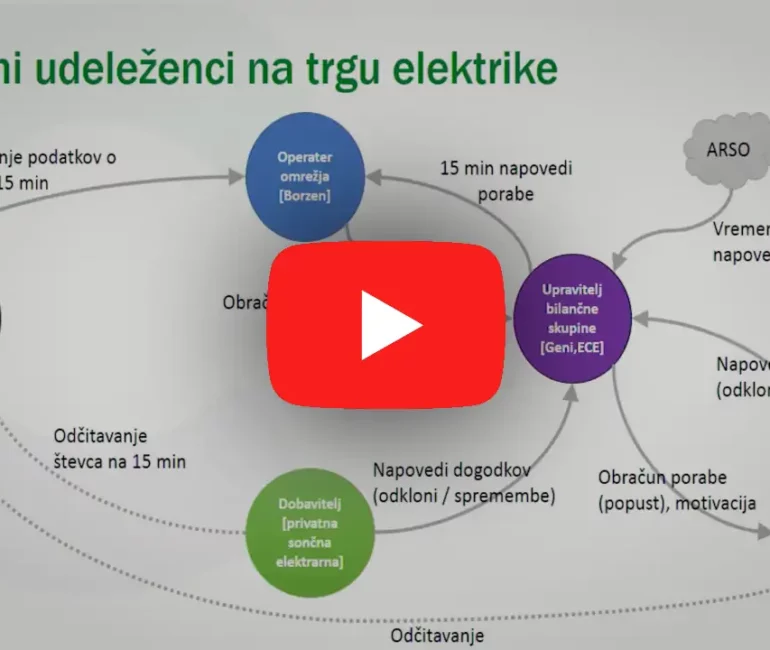 ni udeleženci na trgu elektrike
nje podatkov o
15 min
Operater
omrežja
[Borzen]
15 min napovedi
porabe
ARSO
Vremen
napove
Obrač
Upravitelj
bilančne
skupine
[Geni,ECE]
Napove
(odklon
Odčitavanje
števca na 15 min
Napovedi dogodkov
(odkloni / spremembe)
Obračun porabe
(popust), motivacija
Dobavitelj
[privatna
sončna
elektrarna]
Odčitavanje